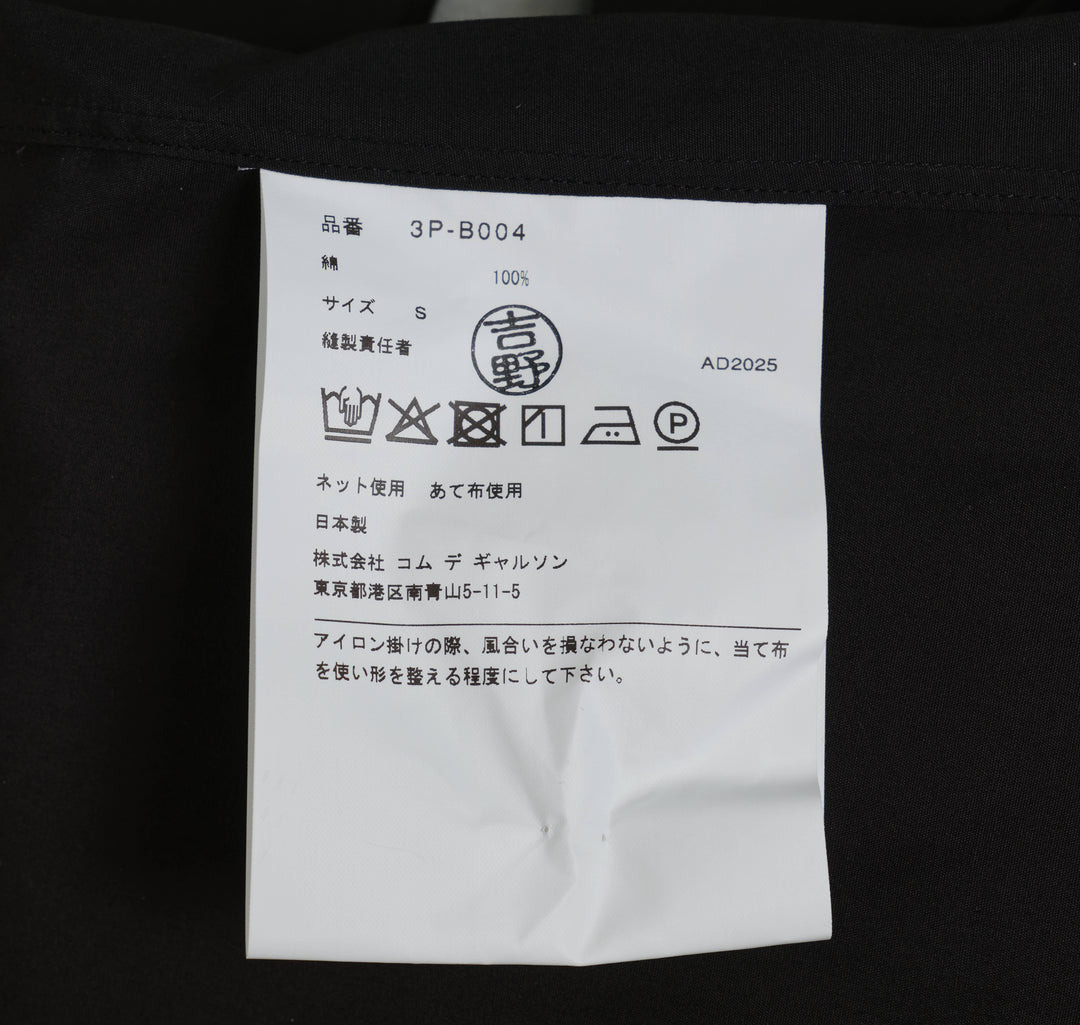 品番 3P-B004
綿 100%
サイズ S
縫製責任者 吉野 AD2025
P
ネット使用 あて布使用
日本製
株式会社 コム デ ギャルソン
東京都港区南青山5-11-5
アイロン掛けの際、風合いを損なわないように、当て布
を使い形を整える程度にして下さい。